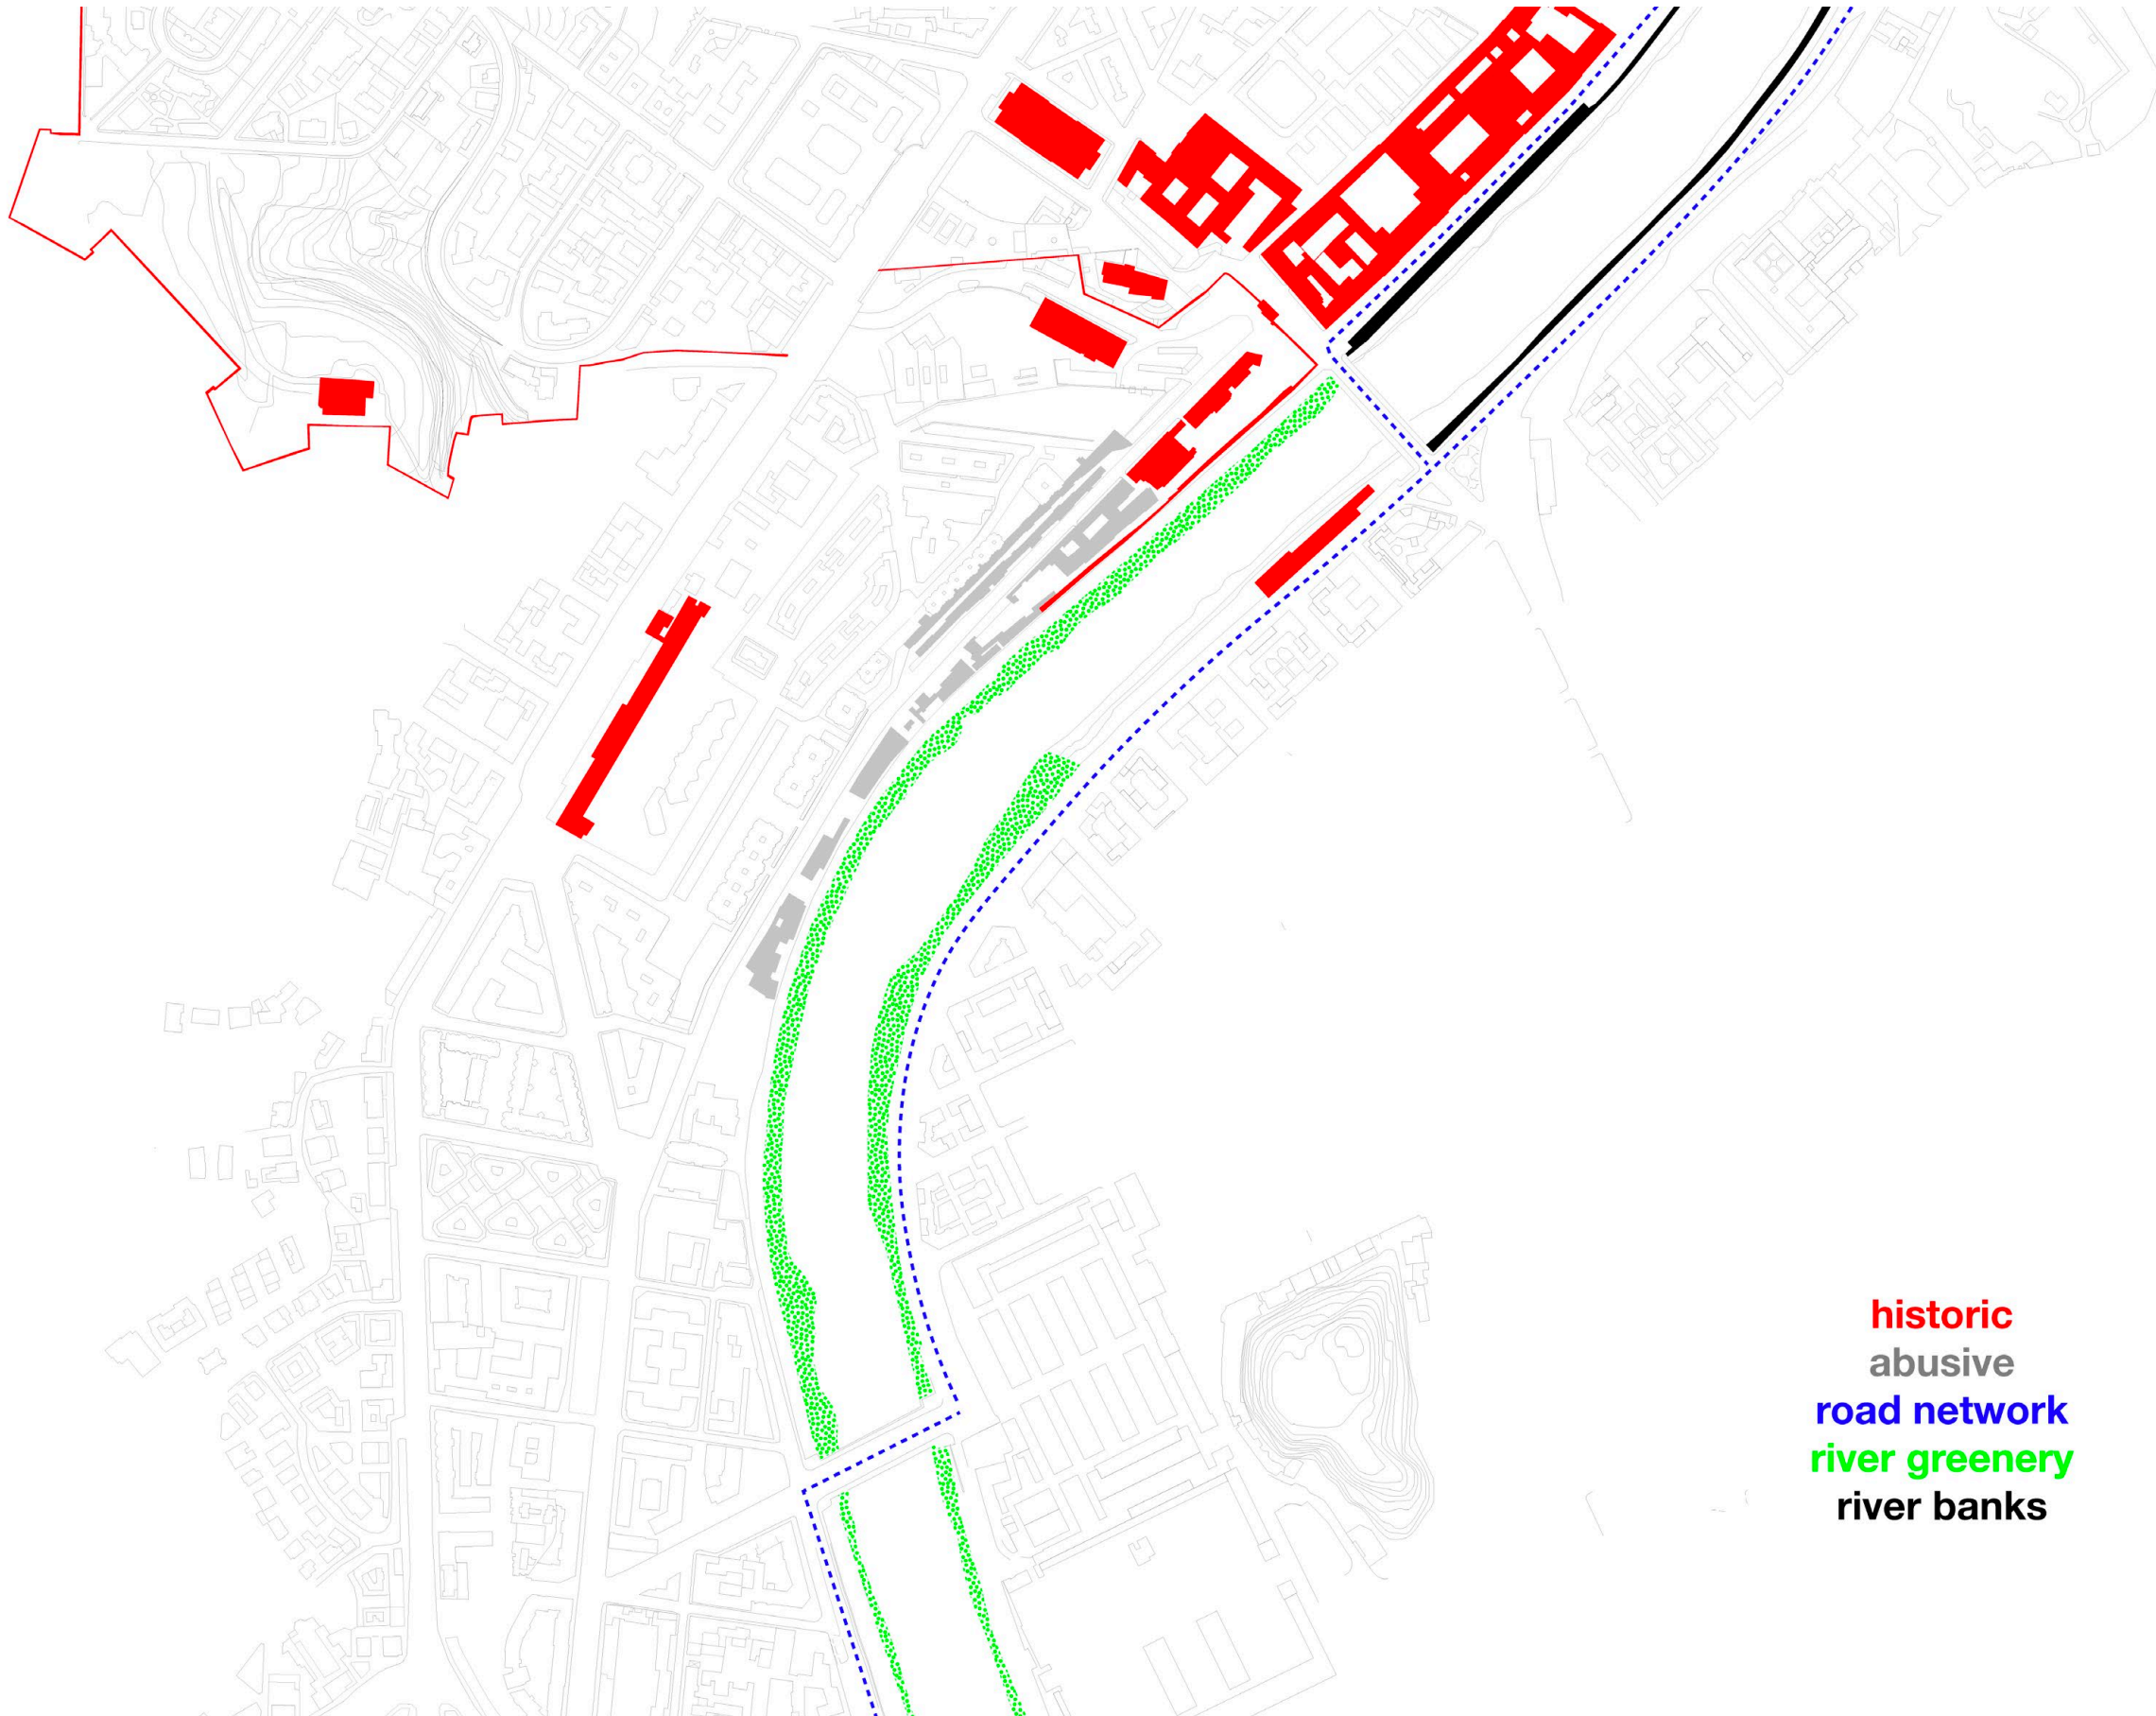 historic
abusive
road network
river greenery
river banks